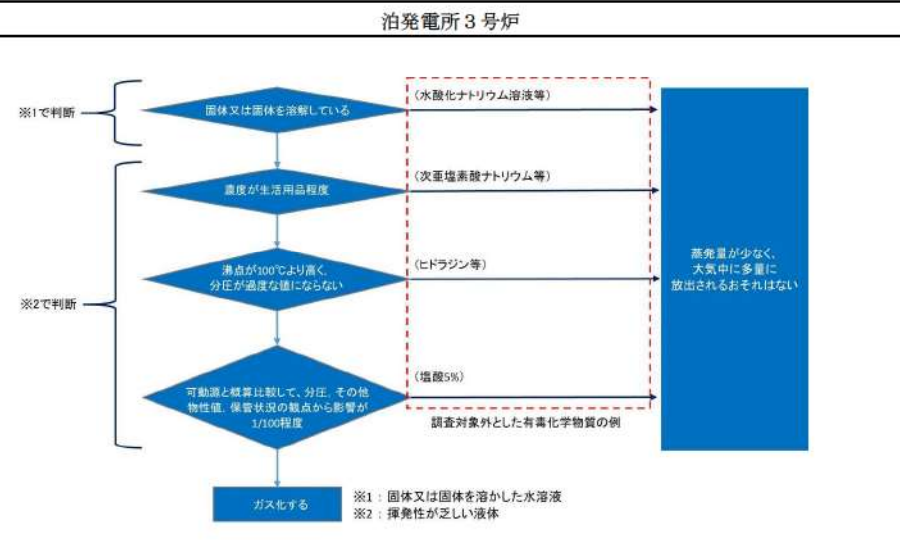 泊発電所3号炉
※1で判断
固体又は固体を溶解している
(水酸化ナトリウム溶液等)
濃度が生活用品程度
(次亜塩素酸ナトリウム等)
沸点が100℃より高く、
分圧が過度な値にならない
(ヒドラジン等)
※2で判断
蒸発量が少なく、
大気中に多量に
放出されるおそれはない
可動源と概算比較して、分圧、その他
物性値、保管状況の観点から影響が
1/100程度
(塩酸5%)
調査対象外とした有毒化学物質の例
ガス化する
※1:固体又は固体を溶かした水溶液
※2:揮発性が乏しい液体